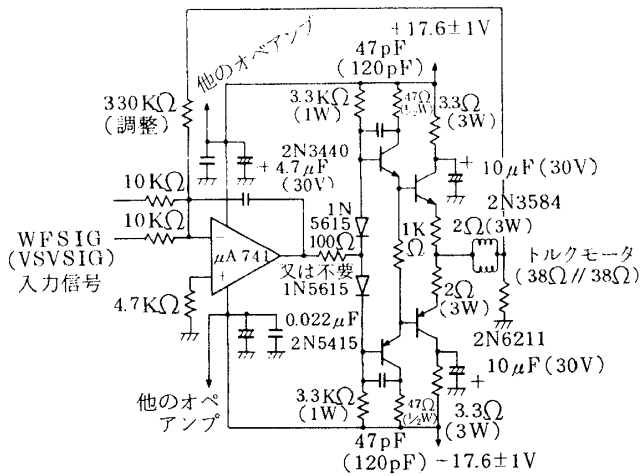 +17.6±1V
47pF
(120pF)
他のオペアンプ
3.3KΩ
(1W)
47Ω
(½W)
3.3Ω
(3W)
330KΩ
(調整)
2N3440
+ 4.7μF
(30V)
+ 10μF(30V)
2N3584
10KΩ
10KΩ
1N
5615
1K
Ω
2Ω(3W)
WFSIG
(VSVSIG)
入力信号
−
+
μA741
100Ω
又は不要
1N5615
トルクモータ
(38Ω//38Ω)
4.7KΩ
2Ω
(3W)
0.022μF
2N5415
2N6211
10μF(30V)
+
他のオペ
アンプ
3.3KΩ
(1W)
47Ω
(½W)
3.3Ω
(3W)
47pF
(120pF)
−17.6±1V